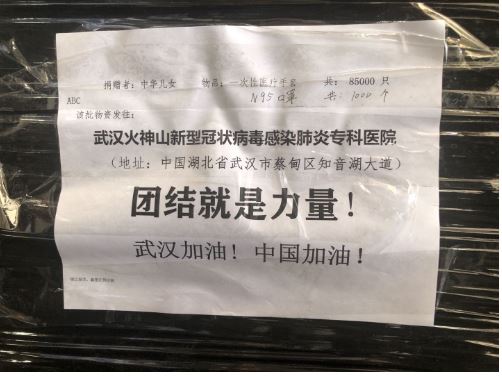 捐赠者：中华儿女 物品：一次性医疗手套 共：85000 只
ABC N95口罩 共：1000 个
该批物资发往：
武汉火神山新型冠状病毒感染肺炎专科医院
（地址：中国湖北省武汉市蔡甸区知音湖大道）
团结就是力量！
武汉加油！中国加油！